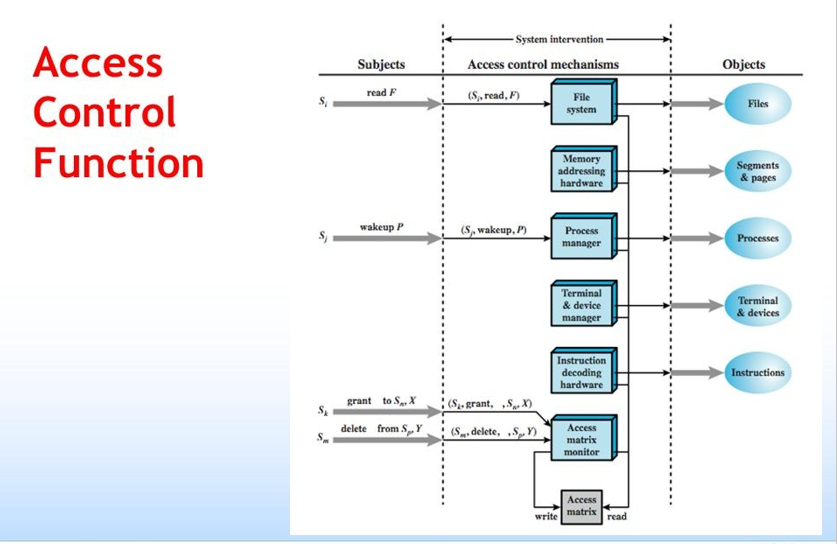 Access
Control
Function
System intervention
Subjects
Access control mechanisms
Objects
Si
read F
(Si, read, F)
File
system
Files
Memory
addressing
hardware
Segments
& pages
Sj
wakeup P
(Sj, wakeup, P)
Process
manager
Processes
Terminal
& device
manager
Terminal
& devices
Instruction
decoding
hardware
Instructions
Sk
grant to Sn, X
(Sk, grant, , Sn, X)
Sm
delete from Sp, Y
(Sm, delete, , Sp, Y)
Access
matrix
monitor
Access
matrix
write
read